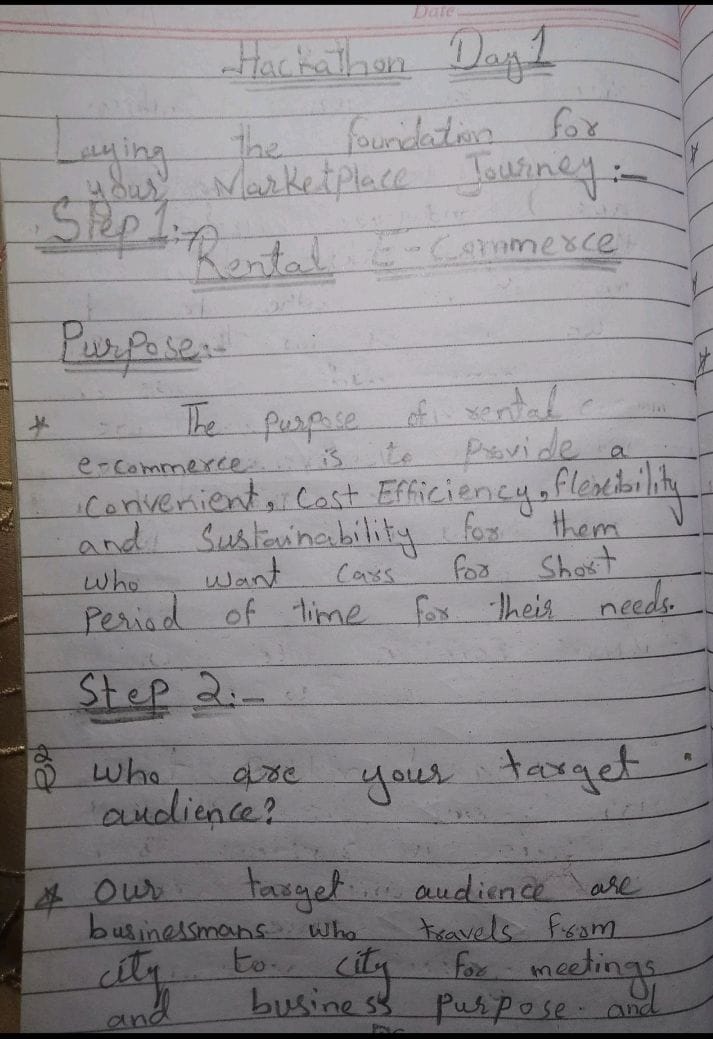 Date
Hackathon Day 1
Laying the foundation for
your Marketplace Journey :-
Step 1:-
Rental E-Commerce
Purpose:-
* The purpose of rental
e-commerce is to Provide a
convenient, Cost Efficiency, flexibility
and Sustainability for them
who want Cars for Short
Period of time for their needs.
Step 2:-
Q2 who are your target
audience?
* our target audience are
businessmans who travels from
city to city for meetings
and business purpose and